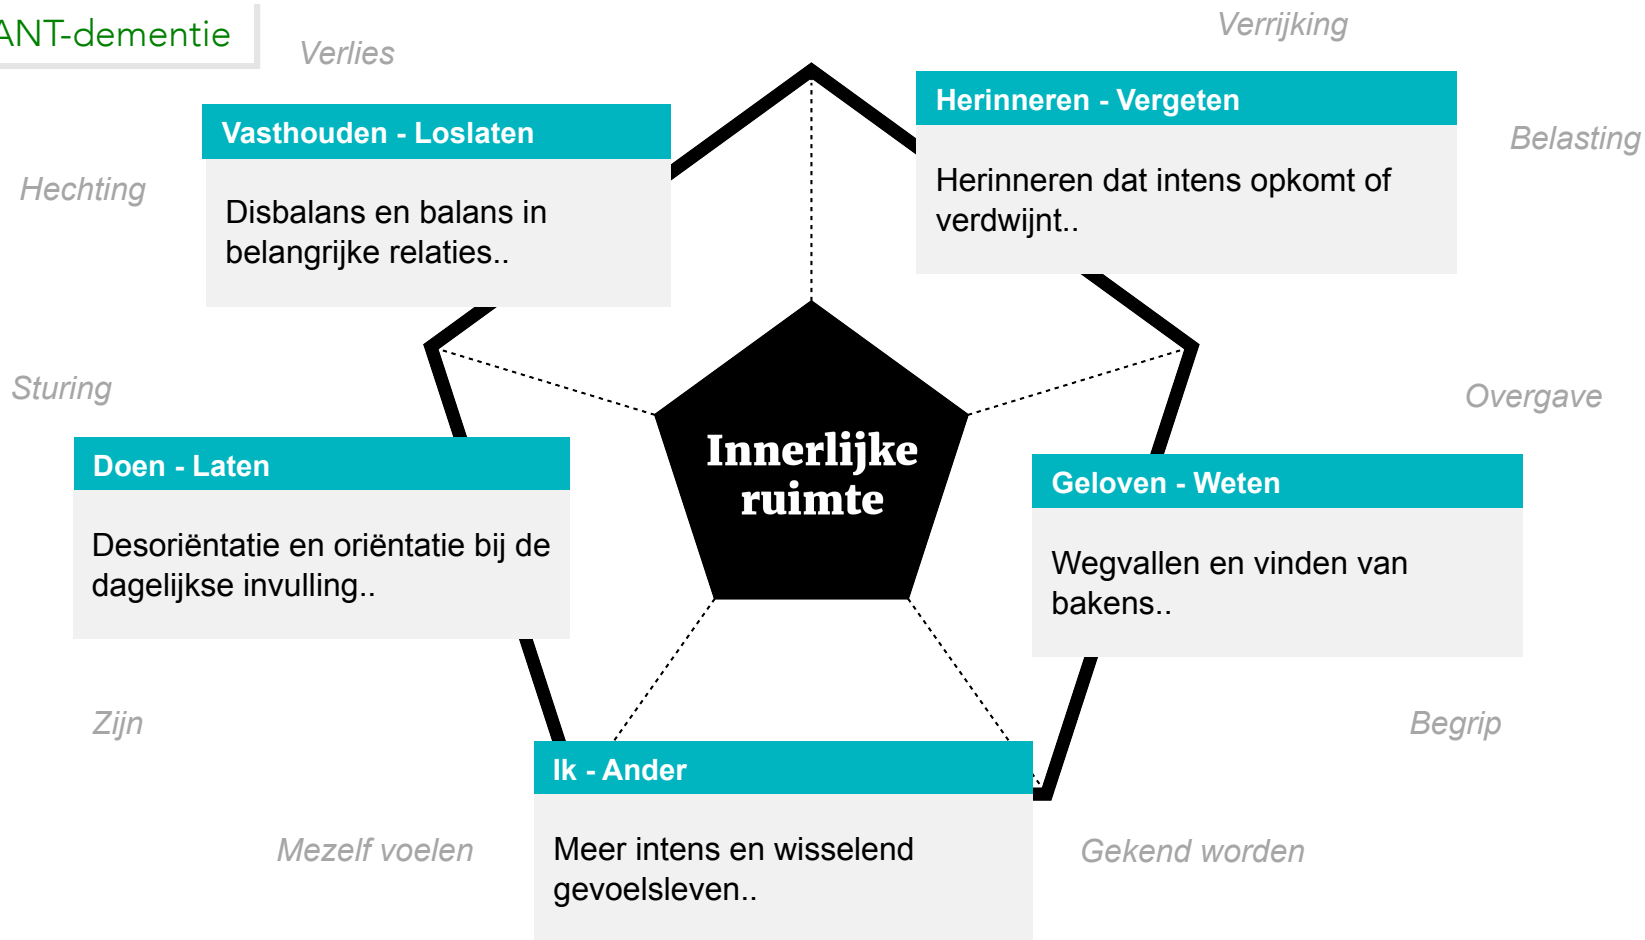 ANT-dementie
Verlies
Verrijking
Vasthouden - Loslaten
Disbalans en balans in
belangrijke relaties..
Herinneren - Vergeten
Herinneren dat intens opkomt of
verdwijnt..
Belasting
Hechting
Sturing
Overgave
Innerlijke
ruimte
Doen - Laten
Desoriëntatie en oriëntatie bij de
dagelijkse invulling..
Geloven - Weten
Wegvallen en vinden van
bakens..
Zijn
Begrip
Ik - Ander
Meer intens en wisselend
gevoelsleven..
Mezelf voelen
Gekend worden